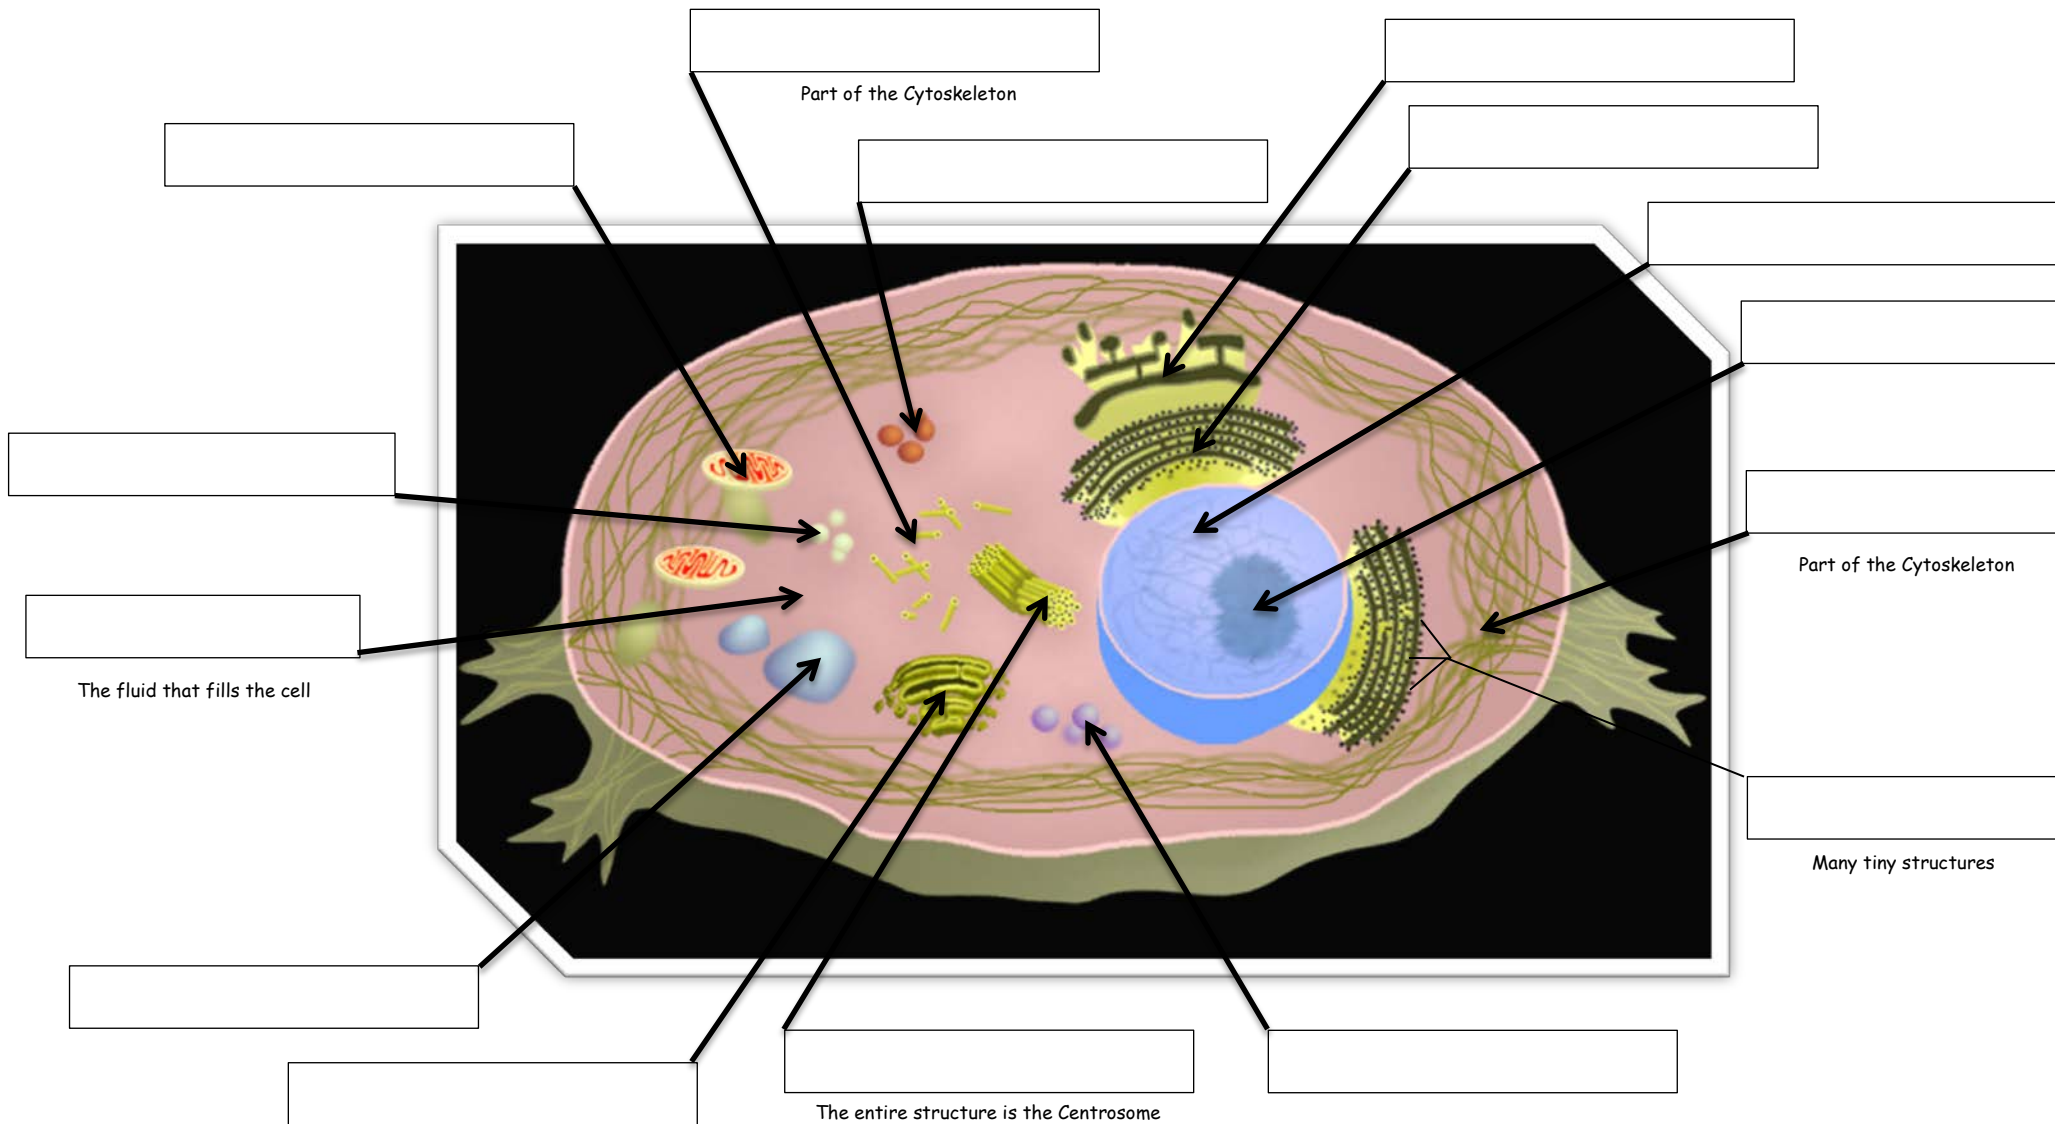 Part of the Cytoskeleton
Part of the Cytoskeleton
The fluid that fills the cell
Many tiny structures
The entire structure is the Centrosome